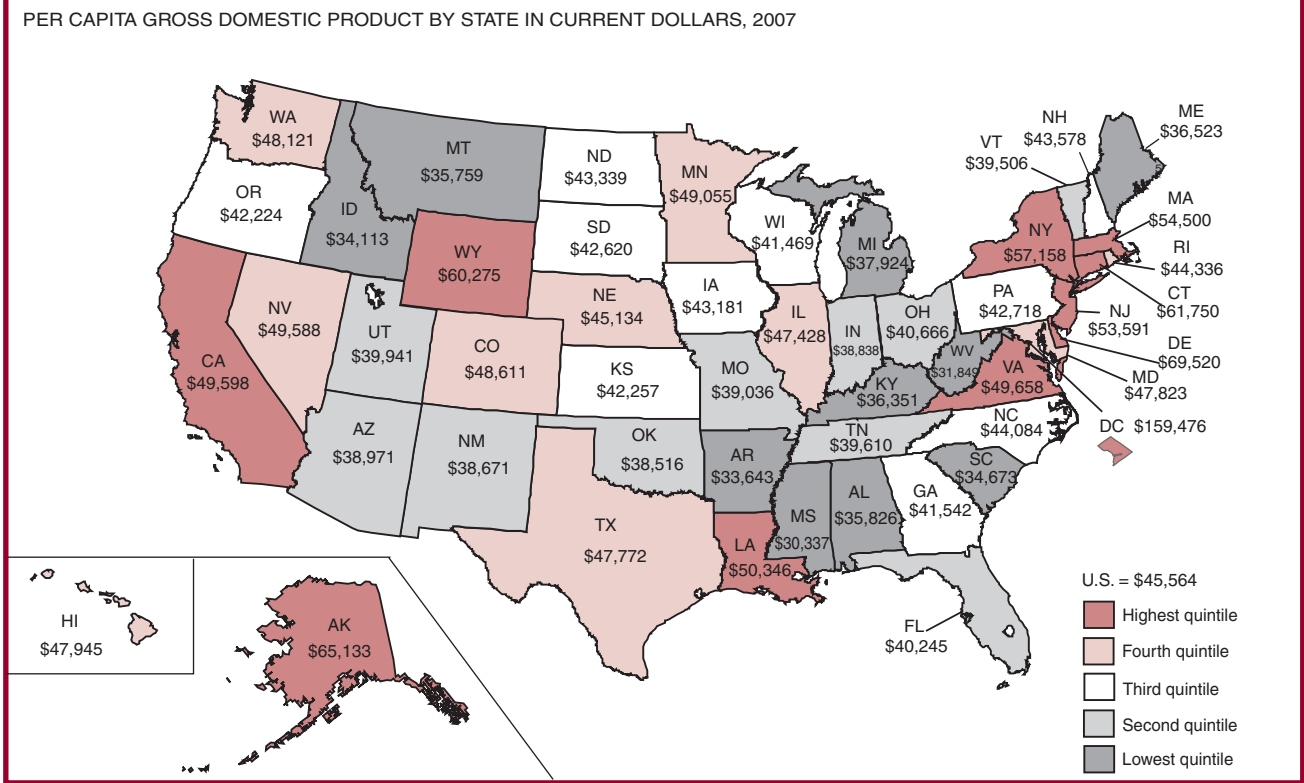 PER CAPITA GROSS DOMESTIC PRODUCT BY STATE IN CURRENT DOLLARS, 2007
WA
$48,121
OR
$42,224
CA
$49,598
NV
$49,588
ID
$34,113
MT
$35,759
WY
$60,275
UT
$39,941
CO
$48,611
AZ
$38,971
NM
$38,671
ND
$43,339
SD
$42,620
NE
$45,134
KS
$42,257
OK
$38,516
TX
$47,772
MN
$49,055
IA
$43,181
MO
$39,036
AR
$33,643
LA
$50,346
WI
$41,469
IL
$47,428
MI
$37,924
IN
$38,838
OH
$40,666
KY
$36,351
TN
$39,610
MS
$30,337
AL
$35,826
GA
$41,542
FL
$40,245
SC
$34,673
NC
$44,084
VA
$49,658
WV
$31,849
PA
$42,718
NY
$57,158
VT
$39,506
NH
$43,578
ME
$36,523
MA
$54,500
RI
$44,336
CT
$61,750
NJ
$53,591
DE
$69,520
MD
$47,823
DC $159,476
HI
$47,945
AK
$65,133
U.S. = $45,564
Highest quintile
Fourth quintile
Third quintile
Second quintile
Lowest quintile